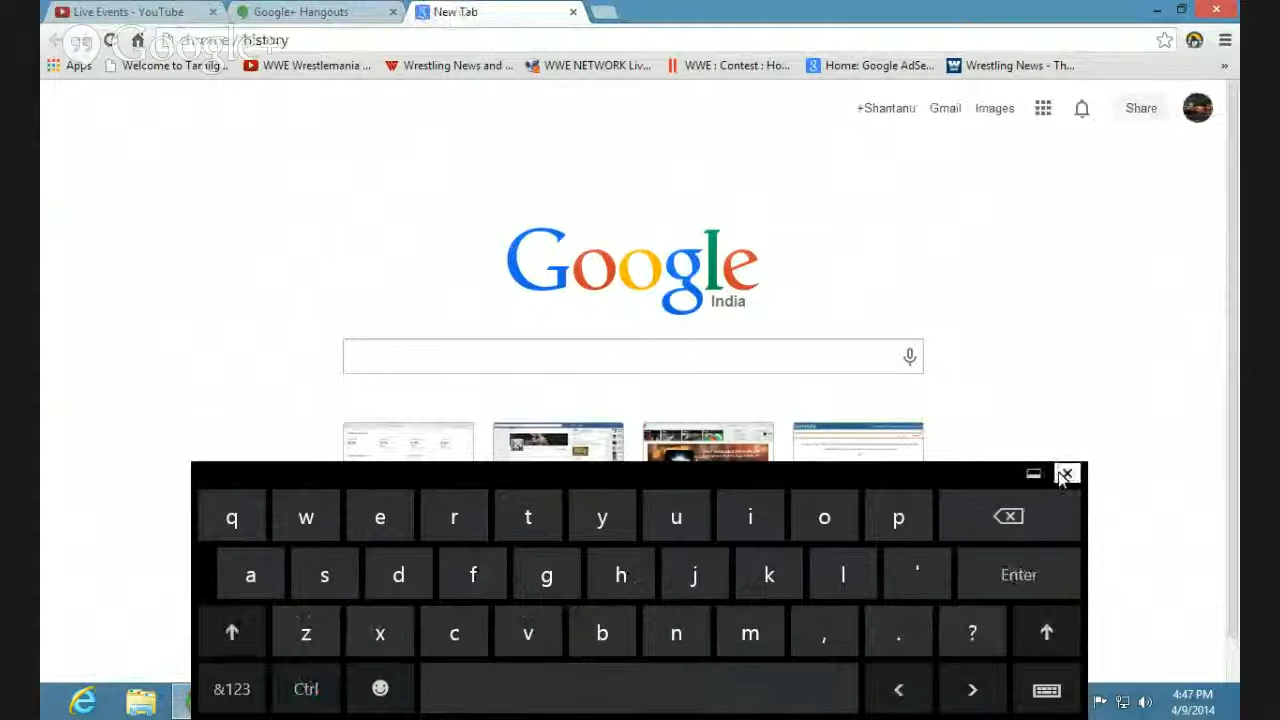 Live Events - YouTube
Google+ Hangouts
New Tab
Google+
history
Apps
Welcome to Tamilg...
WWE Wrestlemania ...
Wrestling News and ...
WWE NETWORK Liv...
WWE : Contest : Ho...
Home: Google AdSe...
Wrestling News - Th...
»
+Shantanu Gmail Images Share
Google
India
q w e r t y u i o p
a s d f g h j k l ' Enter
z x c v b n m , . ?
&123 Ctrl < >
4:47 PM
4/9/2014